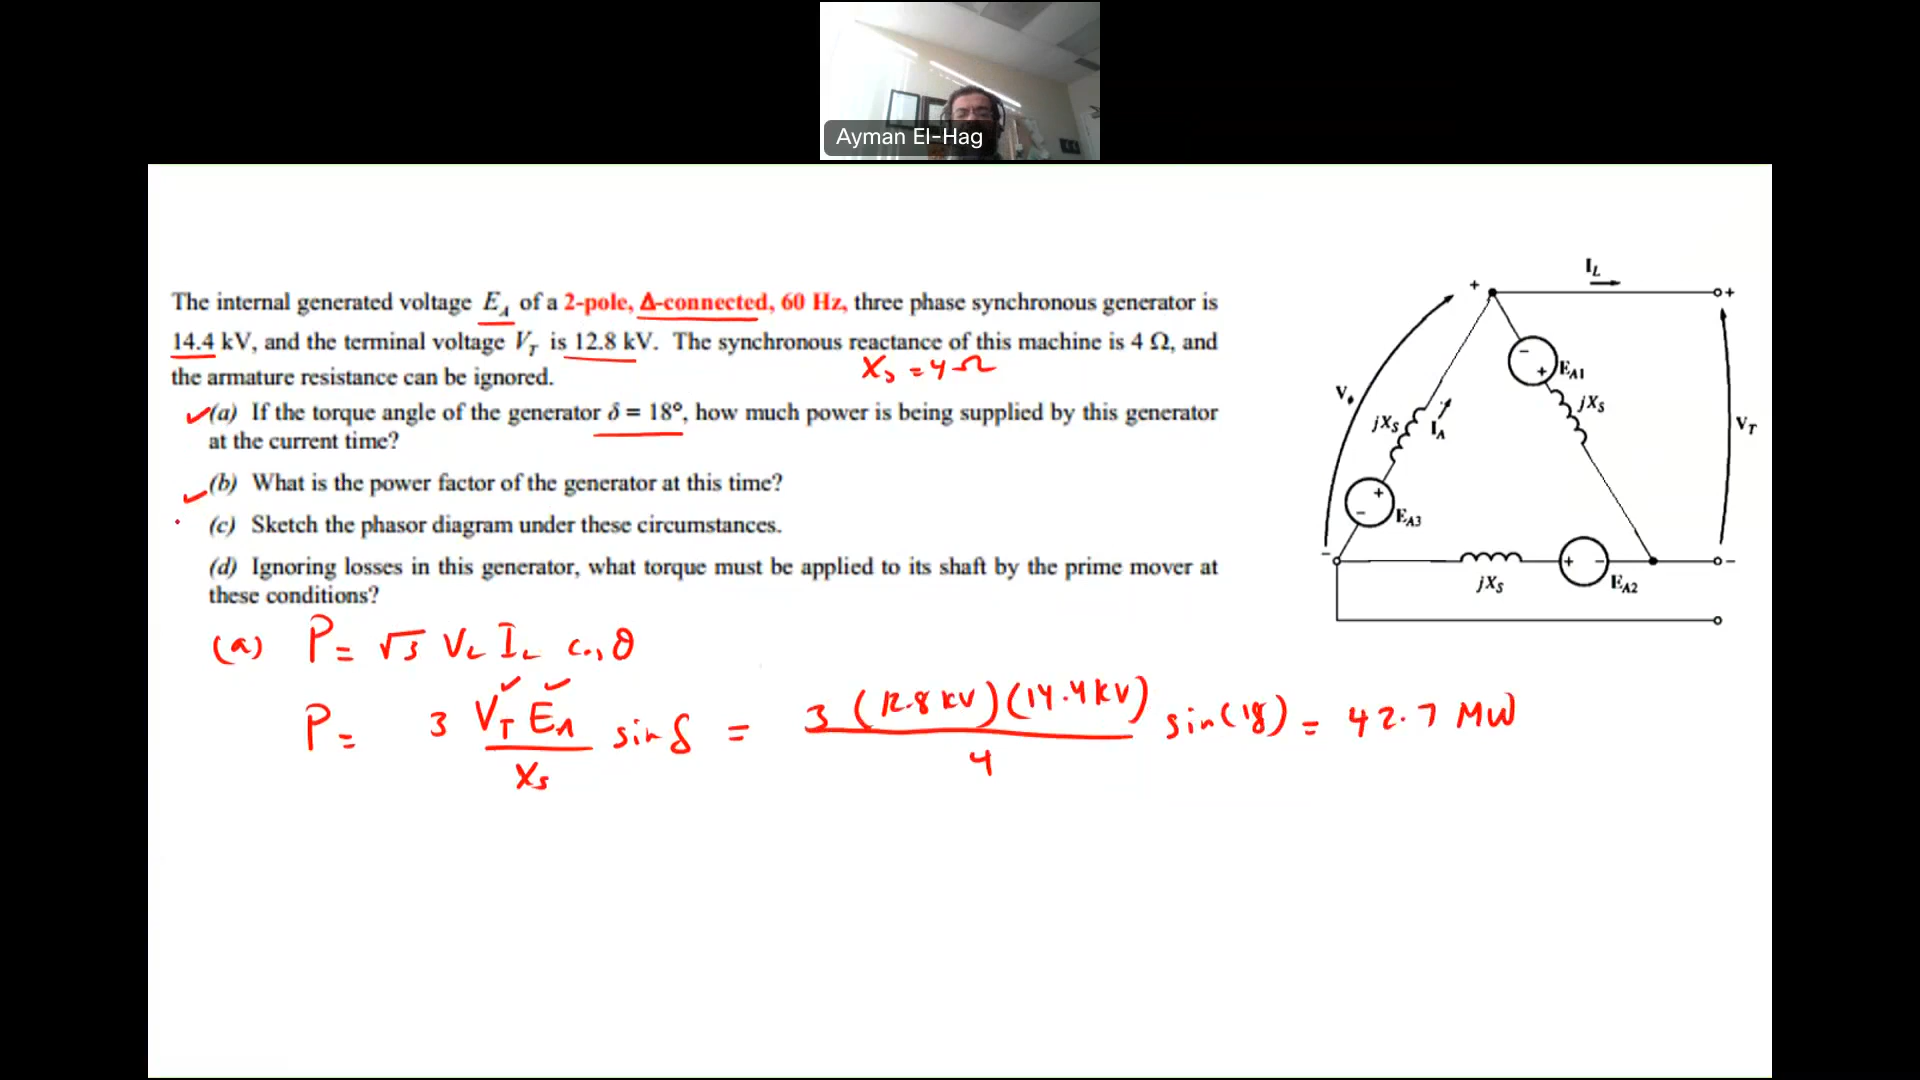 Ayman El-Hag
The internal generated voltage E_A of a 2-pole, Δ-connected, 60 Hz, three phase synchronous generator is
14.4 kV, and the terminal voltage V_T is 12.8 kV. The synchronous reactance of this machine is 4 Ω, and
X_s = 4 Ω
the armature resistance can be ignored.
(a) If the torque angle of the generator δ = 18°, how much power is being supplied by this generator
at the current time?
(b) What is the power factor of the generator at this time?
(c) Sketch the phasor diagram under these circumstances.
(d) Ignoring losses in this generator, what torque must be applied to its shaft by the prime mover at
these conditions?
I_L
+ +
- + E_A1
V_φ jX_s I_A jX_s V_T
+ - E_A3
- + - E_A2 -
jX_s
(a) P = √3 V_L I_L cos θ
P = 3 V_T E_A / X_s sin δ = 3 (12.8 kV)(14.4 kV) / 4 sin(18) = 42.7 MW